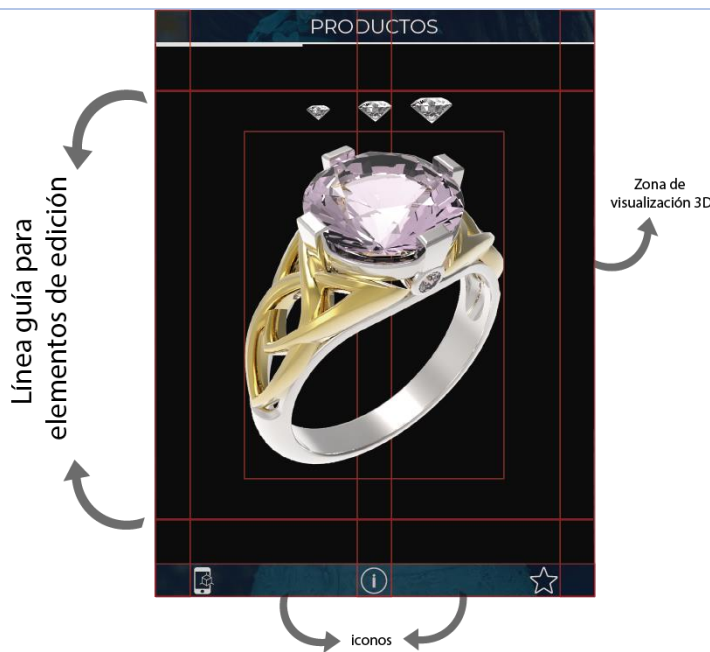 PRODUCTOS
Línea guía para
elementos de edición
Zona de
visualización 3D
i
iconos